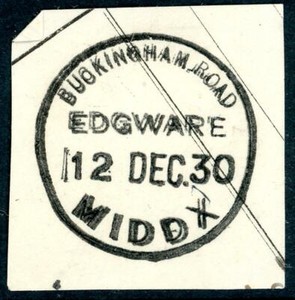 BUCKINGHAM ROAD
EDGWARE
12 DEC.30
MIDDX